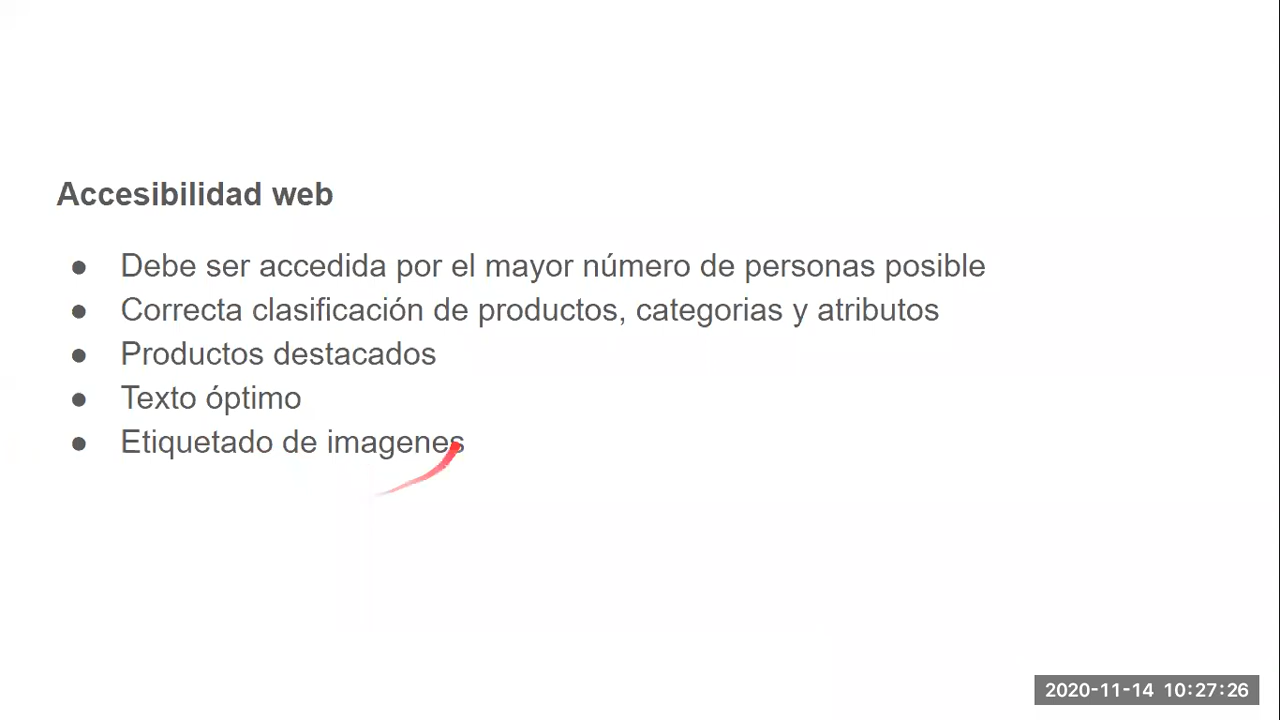 Accesibilidad web
● Debe ser accedida por el mayor número de personas posible
● Correcta clasificación de productos, categorias y atributos
● Productos destacados
● Texto óptimo
● Etiquetado de imagenes
2020-11-14 10:27:26